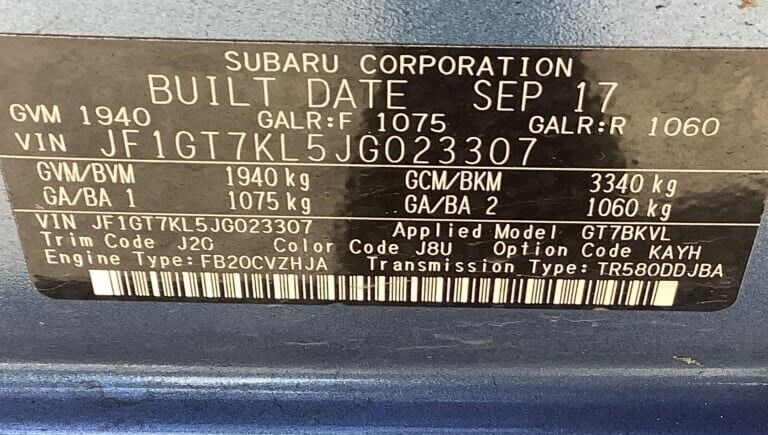 SUBARU CORPORATION
BUILT DATE SEP 17
GVM 1940 GALR:F 1075 GALR:R 1060
VIN JF1GT7KL5JG023307
GVM/BVM 1940 kg GCM/BKM 3340 kg
GA/BA 1 1075 kg GA/BA 2 1060 kg
VIN JF1GT7KL5JG023307 Applied Model GT7BKVL
Trim Code J20 Color Code J8U Option Code KAYH
Engine Type:FB20CVZHJA Transmission Type:TR580DDJBA